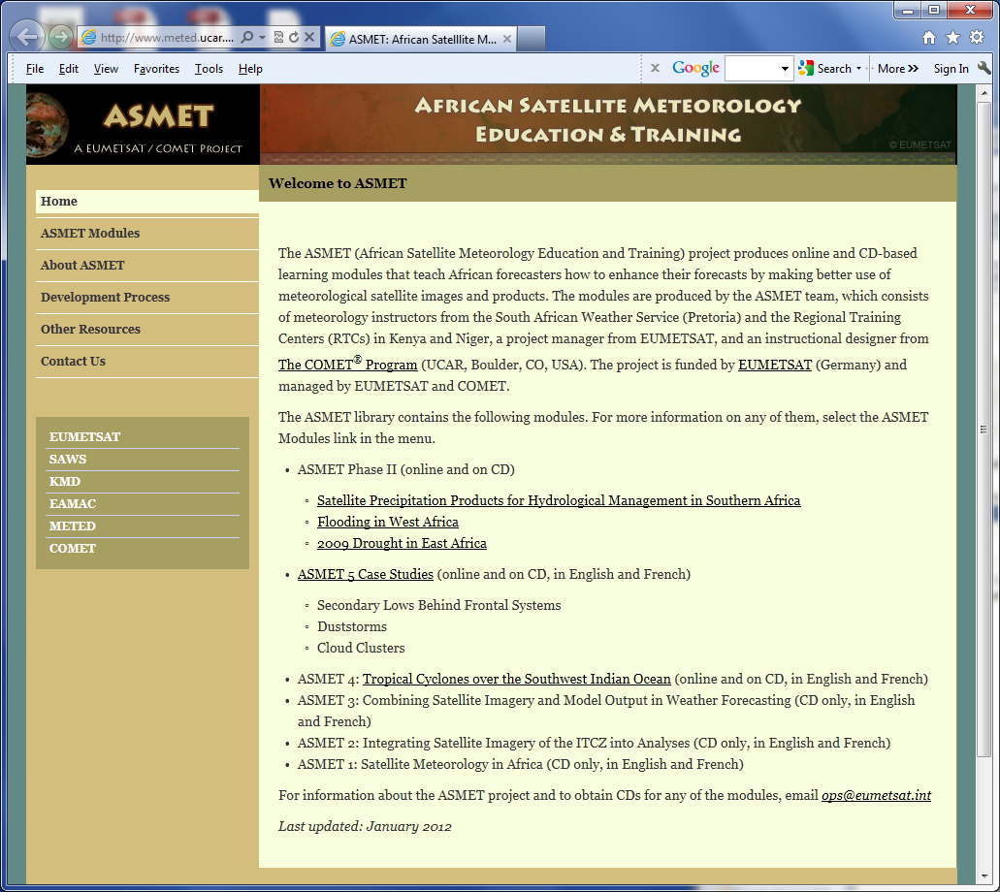 http://www.meted.ucar....
ASMET: African Satelllite M...
File Edit View Favorites Tools Help
Google Search More Sign In
ASMET
A EUMETSAT / COMET Project
African Satellite Meteorology
Education & Training
© EUMETSAT
Welcome to ASMET
Home
ASMET Modules
About ASMET
Development Process
Other Resources
Contact Us
EUMETSAT
SAWS
KMD
EAMAC
METED
COMET
The ASMET (African Satellite Meteorology Education and Training) project produces online and CD-based
learning modules that teach African forecasters how to enhance their forecasts by making better use of
meteorological satellite images and products. The modules are produced by the ASMET team, which consists
of meteorology instructors from the South African Weather Service (Pretoria) and the Regional Training
Centers (RTCs) in Kenya and Niger, a project manager from EUMETSAT, and an instructional designer from
The COMET® Program (UCAR, Boulder, CO, USA). The project is funded by EUMETSAT (Germany) and
managed by EUMETSAT and COMET.
The ASMET library contains the following modules. For more information on any of them, select the ASMET
Modules link in the menu.
• ASMET Phase II (online and on CD)
◦ Satellite Precipitation Products for Hydrological Management in Southern Africa
◦ Flooding in West Africa
◦ 2009 Drought in East Africa
• ASMET 5 Case Studies (online and on CD, in English and French)
◦ Secondary Lows Behind Frontal Systems
◦ Duststorms
◦ Cloud Clusters
• ASMET 4: Tropical Cyclones over the Southwest Indian Ocean (online and on CD, in English and French)
• ASMET 3: Combining Satellite Imagery and Model Output in Weather Forecasting (CD only, in English
and French)
• ASMET 2: Integrating Satellite Imagery of the ITCZ into Analyses (CD only, in English and French)
• ASMET 1: Satellite Meteorology in Africa (CD only, in English and French)
For information about the ASMET project and to obtain CDs for any of the modules, email ops@eumetsat.int
Last updated: January 2012